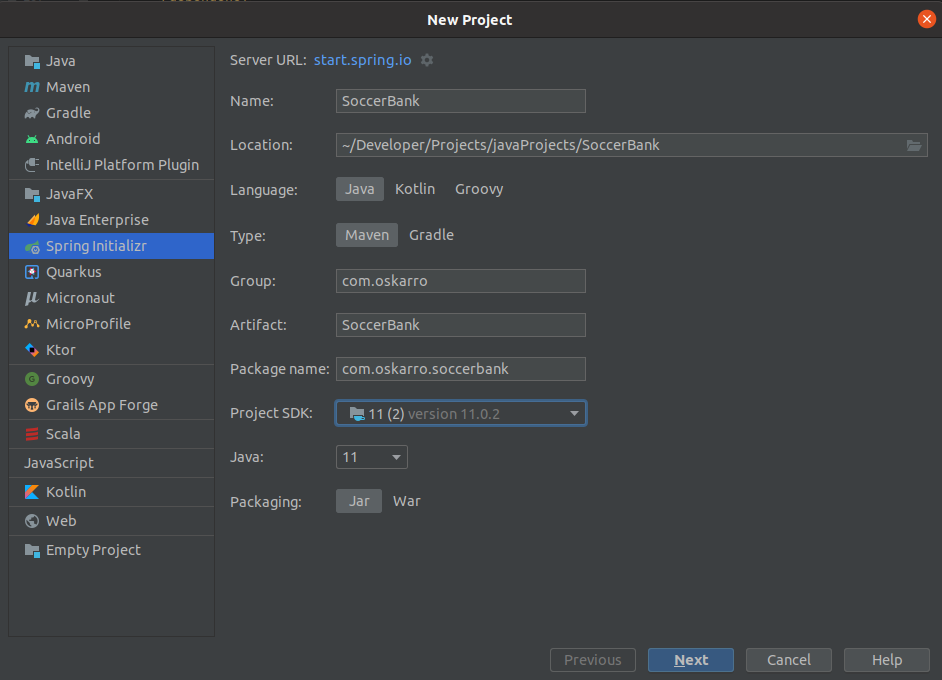 New Project
Java
Maven
Gradle
Android
IntelliJ Platform Plugin
JavaFX
Java Enterprise
Spring Initializr
Quarkus
Micronaut
MicroProfile
Ktor
Groovy
Grails App Forge
Scala
JavaScript
Kotlin
Web
Empty Project
Server URL: start.spring.io
Name: SoccerBank
Location: ~/Developer/Projects/javaProjects/SoccerBank
Language: Java Kotlin Groovy
Type: Maven Gradle
Group: com.oskarro
Artifact: SoccerBank
Package name: com.oskarro.soccerbank
Project SDK: 11 (2) version 11.0.2
Java: 11
Packaging: Jar War
Previous Next Cancel Help